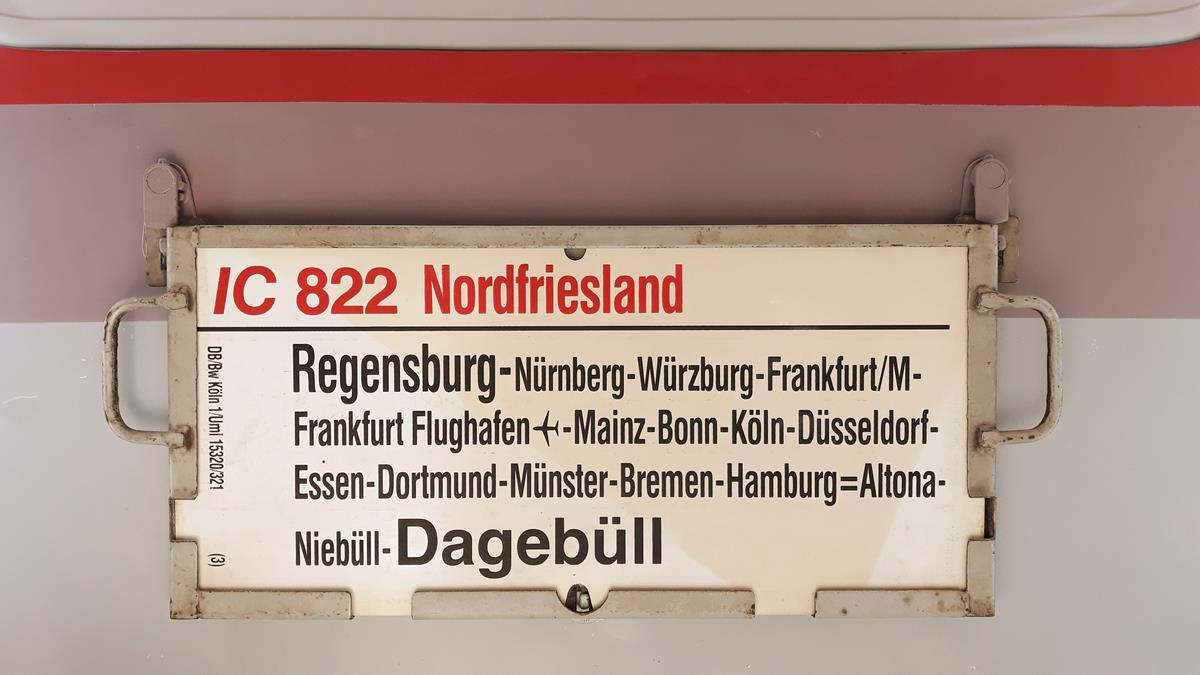 IC 822 Nordfriesland
Regensburg-Nürnberg-Würzburg-Frankfurt/M-
Frankfurt Flughafen✈-Mainz-Bonn-Köln-Düsseldorf-
Essen-Dortmund-Münster-Bremen-Hamburg=Altona-
Niebüll-Dagebüll
DB/Bw Köln 1/Umi 15320/321
(3)